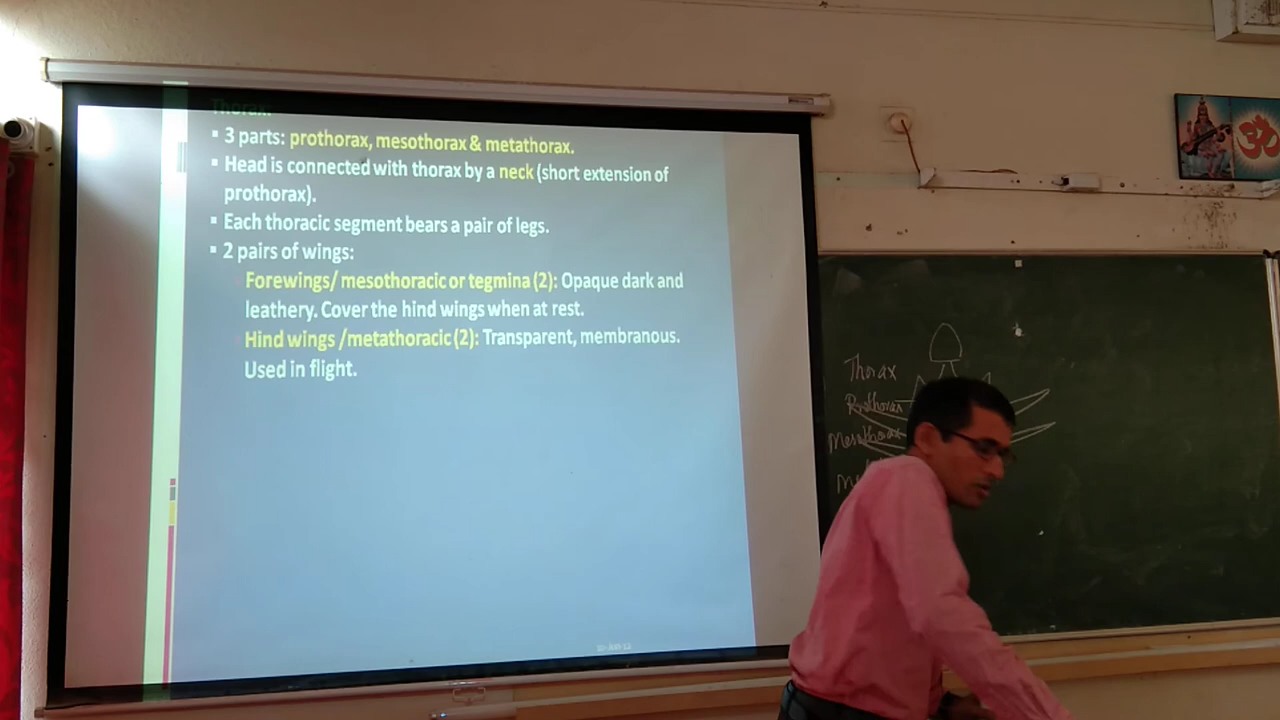 Thorax:
▪ 3 parts: prothorax, mesothorax & metathorax.
▪ Head is connected with thorax by a neck (short extension of
prothorax).
▪ Each thoracic segment bears a pair of legs.
▪ 2 pairs of wings:
Forewings/ mesothoracic or tegmina (2): Opaque dark and
leathery. Cover the hind wings when at rest.
Hind wings /metathoracic (2): Transparent, membranous.
Used in flight.
Thorax
Prothorax
Mesothorax
ॐ